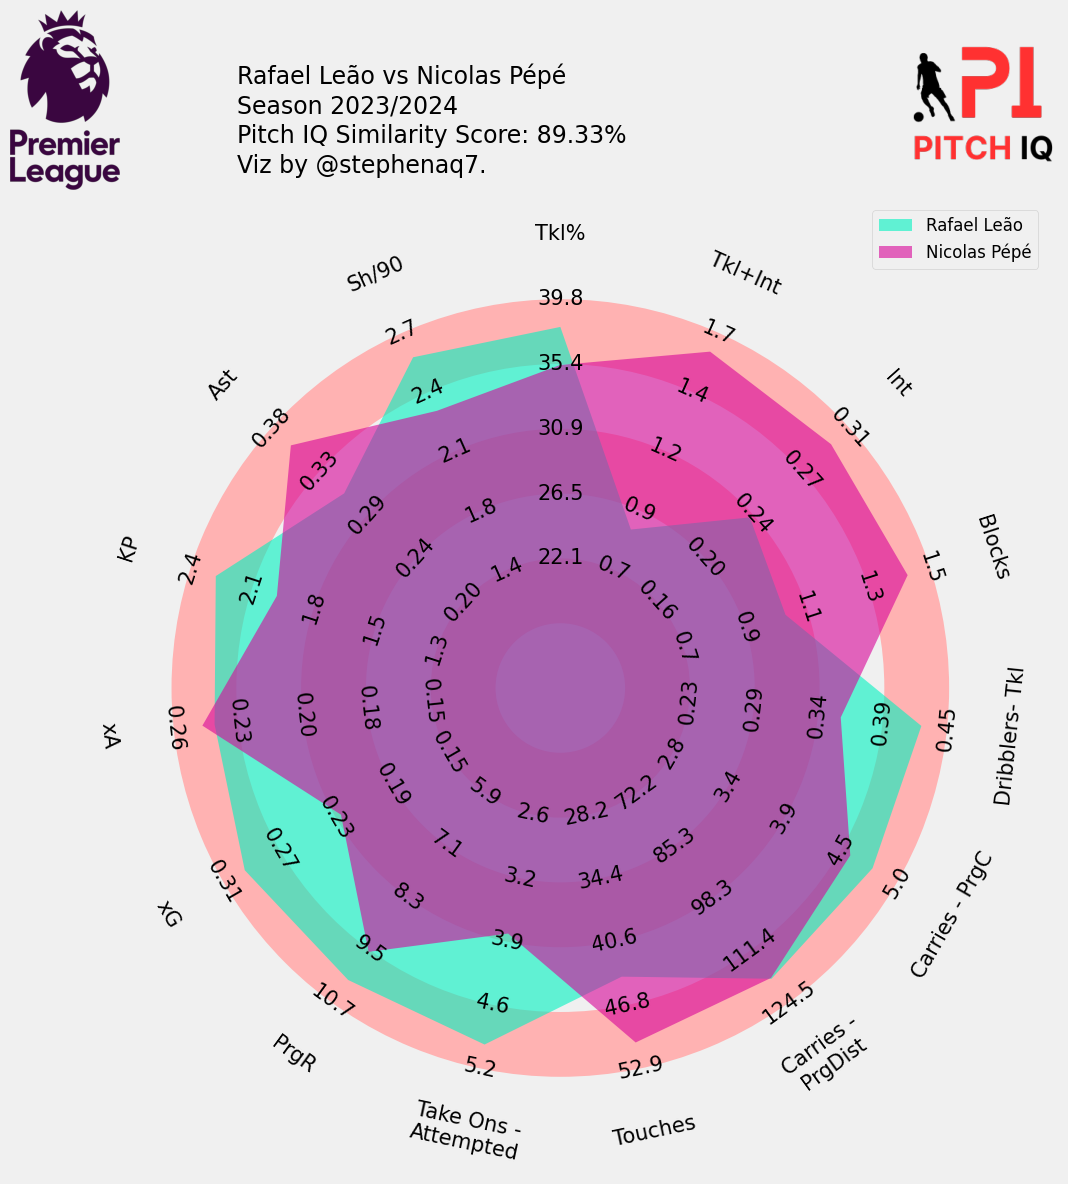 Premier
League
Rafael Leão vs Nicolas Pépé
Season 2023/2024
Pitch IQ Similarity Score: 89.33%
Viz by @stephenaq7.
PI
PITCH IQ
Rafael Leão
Nicolas Pépé
Tkl%
39.8
35.4
30.9
26.5
22.1
Tkl+Int
1.7
1.4
1.2
0.9
0.7
Int
0.31
0.27
0.24
0.20
0.16
Blocks
1.5
1.3
1.1
0.9
0.7
Dribblers- Tkl
0.45
0.39
0.34
0.29
0.23
Carries - PrgC
5.0
4.5
3.9
3.4
2.8
Carries -
PrgDist
124.5
111.4
98.3
85.3
72.2
Touches
52.9
46.8
40.6
34.4
28.2
Take Ons -
Attempted
5.2
4.6
3.9
3.2
2.6
PrgR
10.7
9.5
8.3
7.1
5.9
xG
0.31
0.27
0.23
0.19
0.15
xA
0.26
0.23
0.20
0.18
0.15
KP
2.4
2.1
1.8
1.5
1.3
Ast
0.38
0.33
0.29
0.24
0.20
Sh/90
2.7
2.4
2.1
1.8
1.4